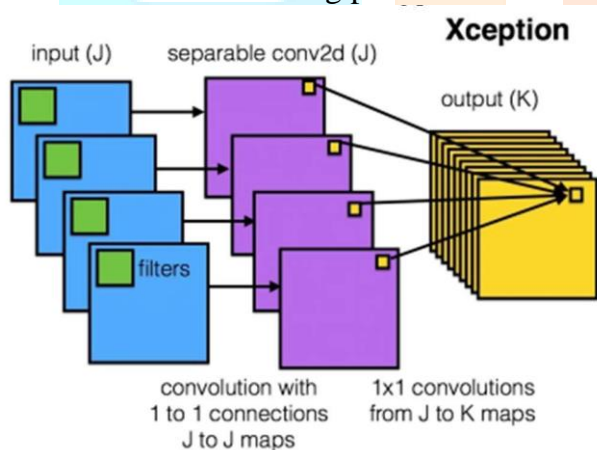 Xception
input (J)
separable conv2d (J)
output (K)
filters
convolution with
1 to 1 connections
J to J maps
1x1 convolutions
from J to K maps